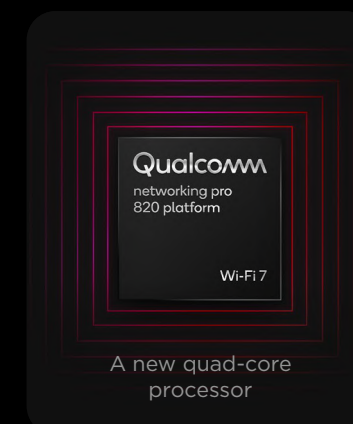 Qualcomm
networking pro
820 platform
Wi-Fi 7
A new quad-core
processor